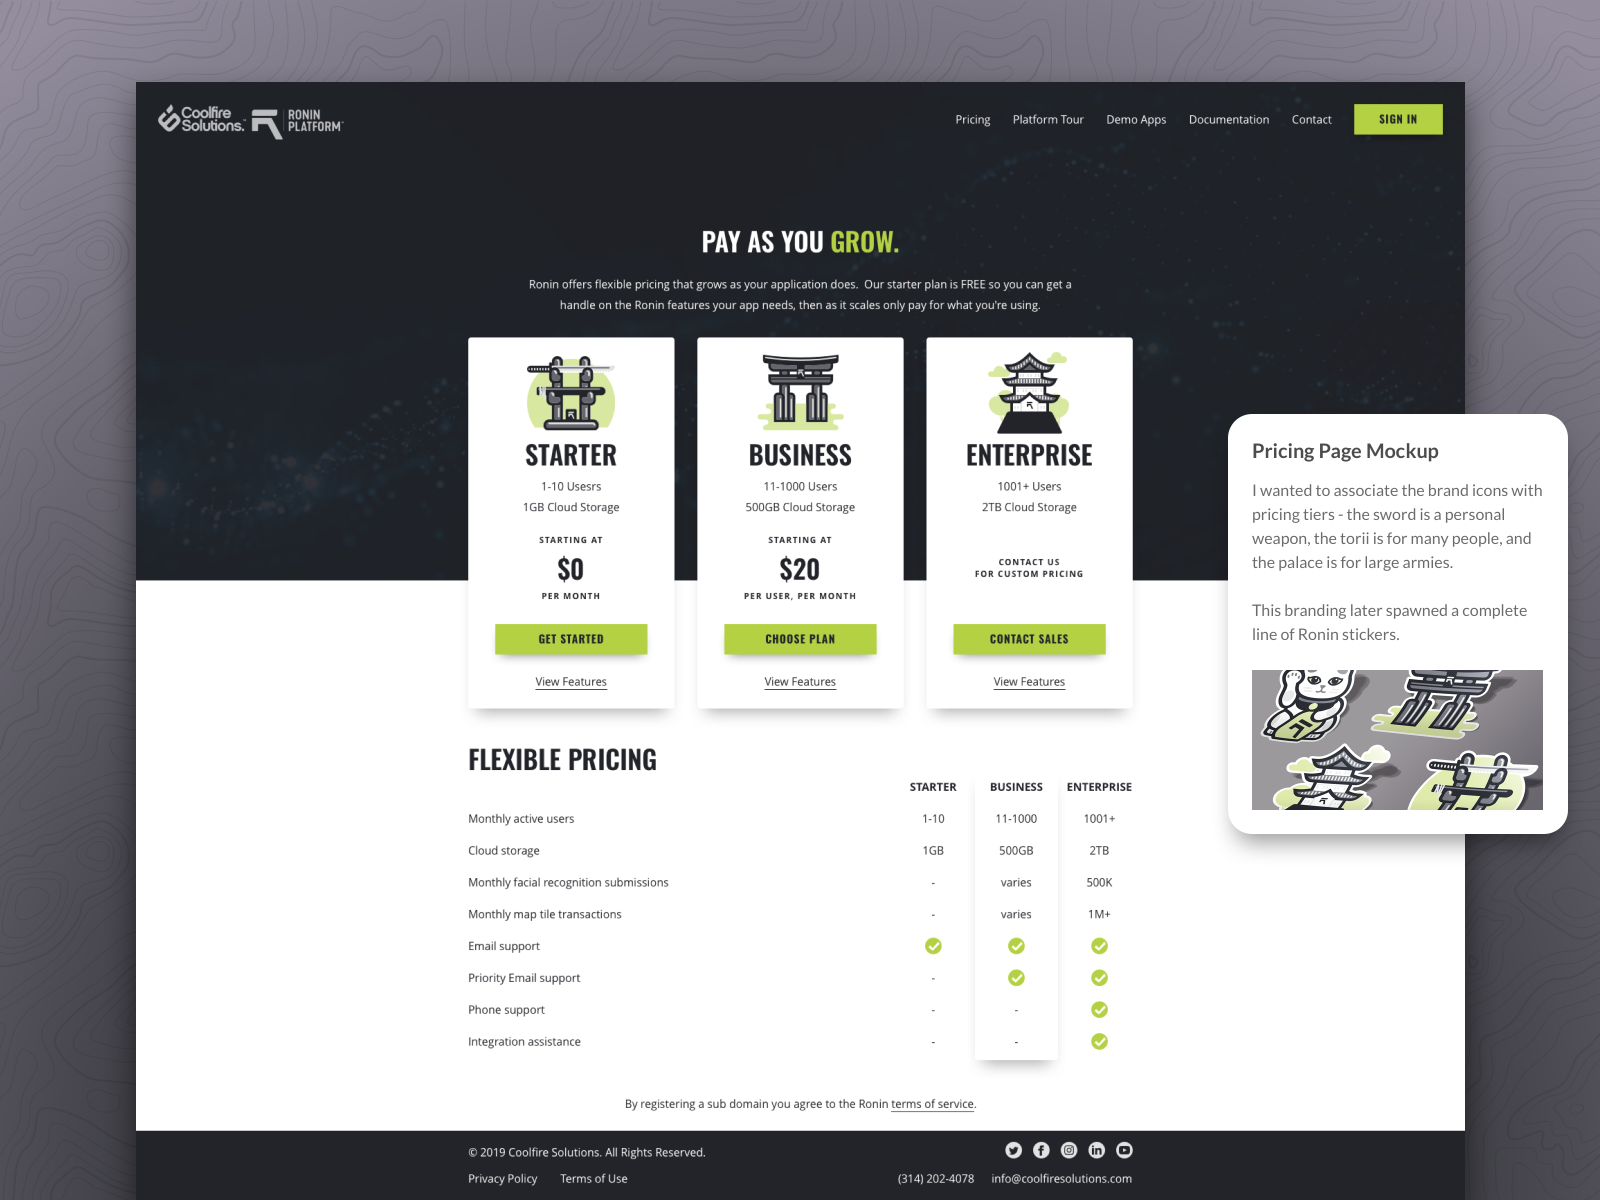 Coolfire
Solutions.
RONIN
PLATFORM™
Pricing
Platform Tour
Demo Apps
Documentation
Contact
SIGN IN
PAY AS YOU GROW.
Ronin offers flexible pricing that grows as your application does. Our starter plan is FREE so you can get a
handle on the Ronin features your app needs, then as it scales only pay for what you're using.
STARTER
1-10 Usesrs
1GB Cloud Storage
STARTING AT
$0
PER MONTH
GET STARTED
View Features
BUSINESS
11-1000 Users
500GB Cloud Storage
STARTING AT
$20
PER USER, PER MONTH
CHOOSE PLAN
View Features
ENTERPRISE
1001+ Users
2TB Cloud Storage
CONTACT US
FOR CUSTOM PRICING
CONTACT SALES
View Features
Pricing Page Mockup
I wanted to associate the brand icons with
pricing tiers - the sword is a personal
weapon, the torii is for many people, and
the palace is for large armies.
This branding later spawned a complete
line of Ronin stickers.
FLEXIBLE PRICING
STARTER BUSINESS ENTERPRISE
Monthly active users 1-10 11-1000 1001+
Cloud storage 1GB 500GB 2TB
Monthly facial recognition submissions - varies 500K
Monthly map tile transactions - varies 1M+
Email support
Priority Email support -
Phone support - -
Integration assistance - -
By registering a sub domain you agree to the Ronin terms of service.
© 2019 Coolfire Solutions. All Rights Reserved.
Privacy Policy Terms of Use
(314) 202-4078 info@coolfiresolutions.com